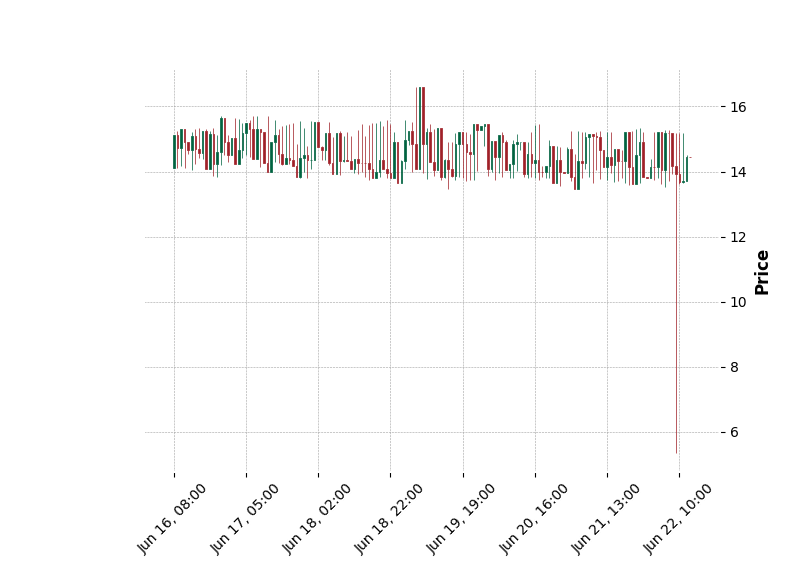 16
14
12
10
8
6
Price
Jun 16, 08:00
Jun 17, 05:00
Jun 18, 02:00
Jun 18, 22:00
Jun 19, 19:00
Jun 20, 16:00
Jun 21, 13:00
Jun 22, 10:00